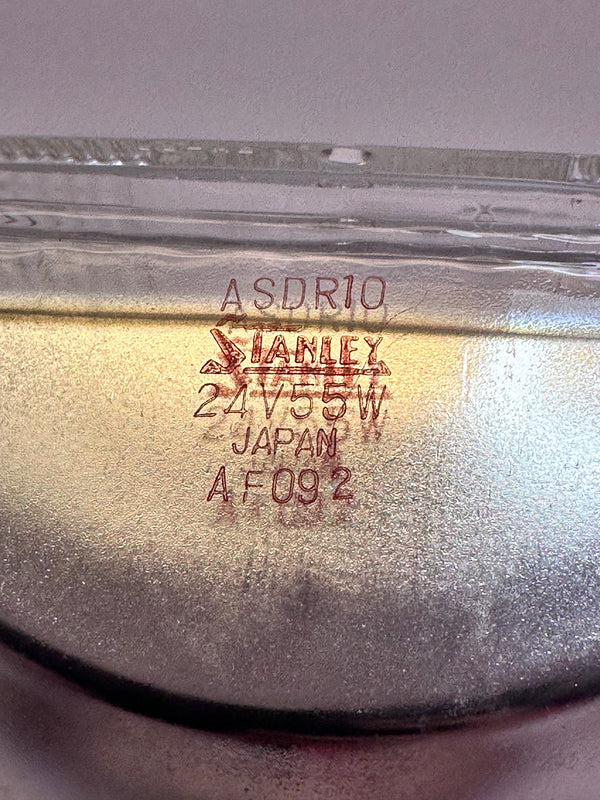 ASDR10
STANLEY
24V55W
JAPAN
AF092